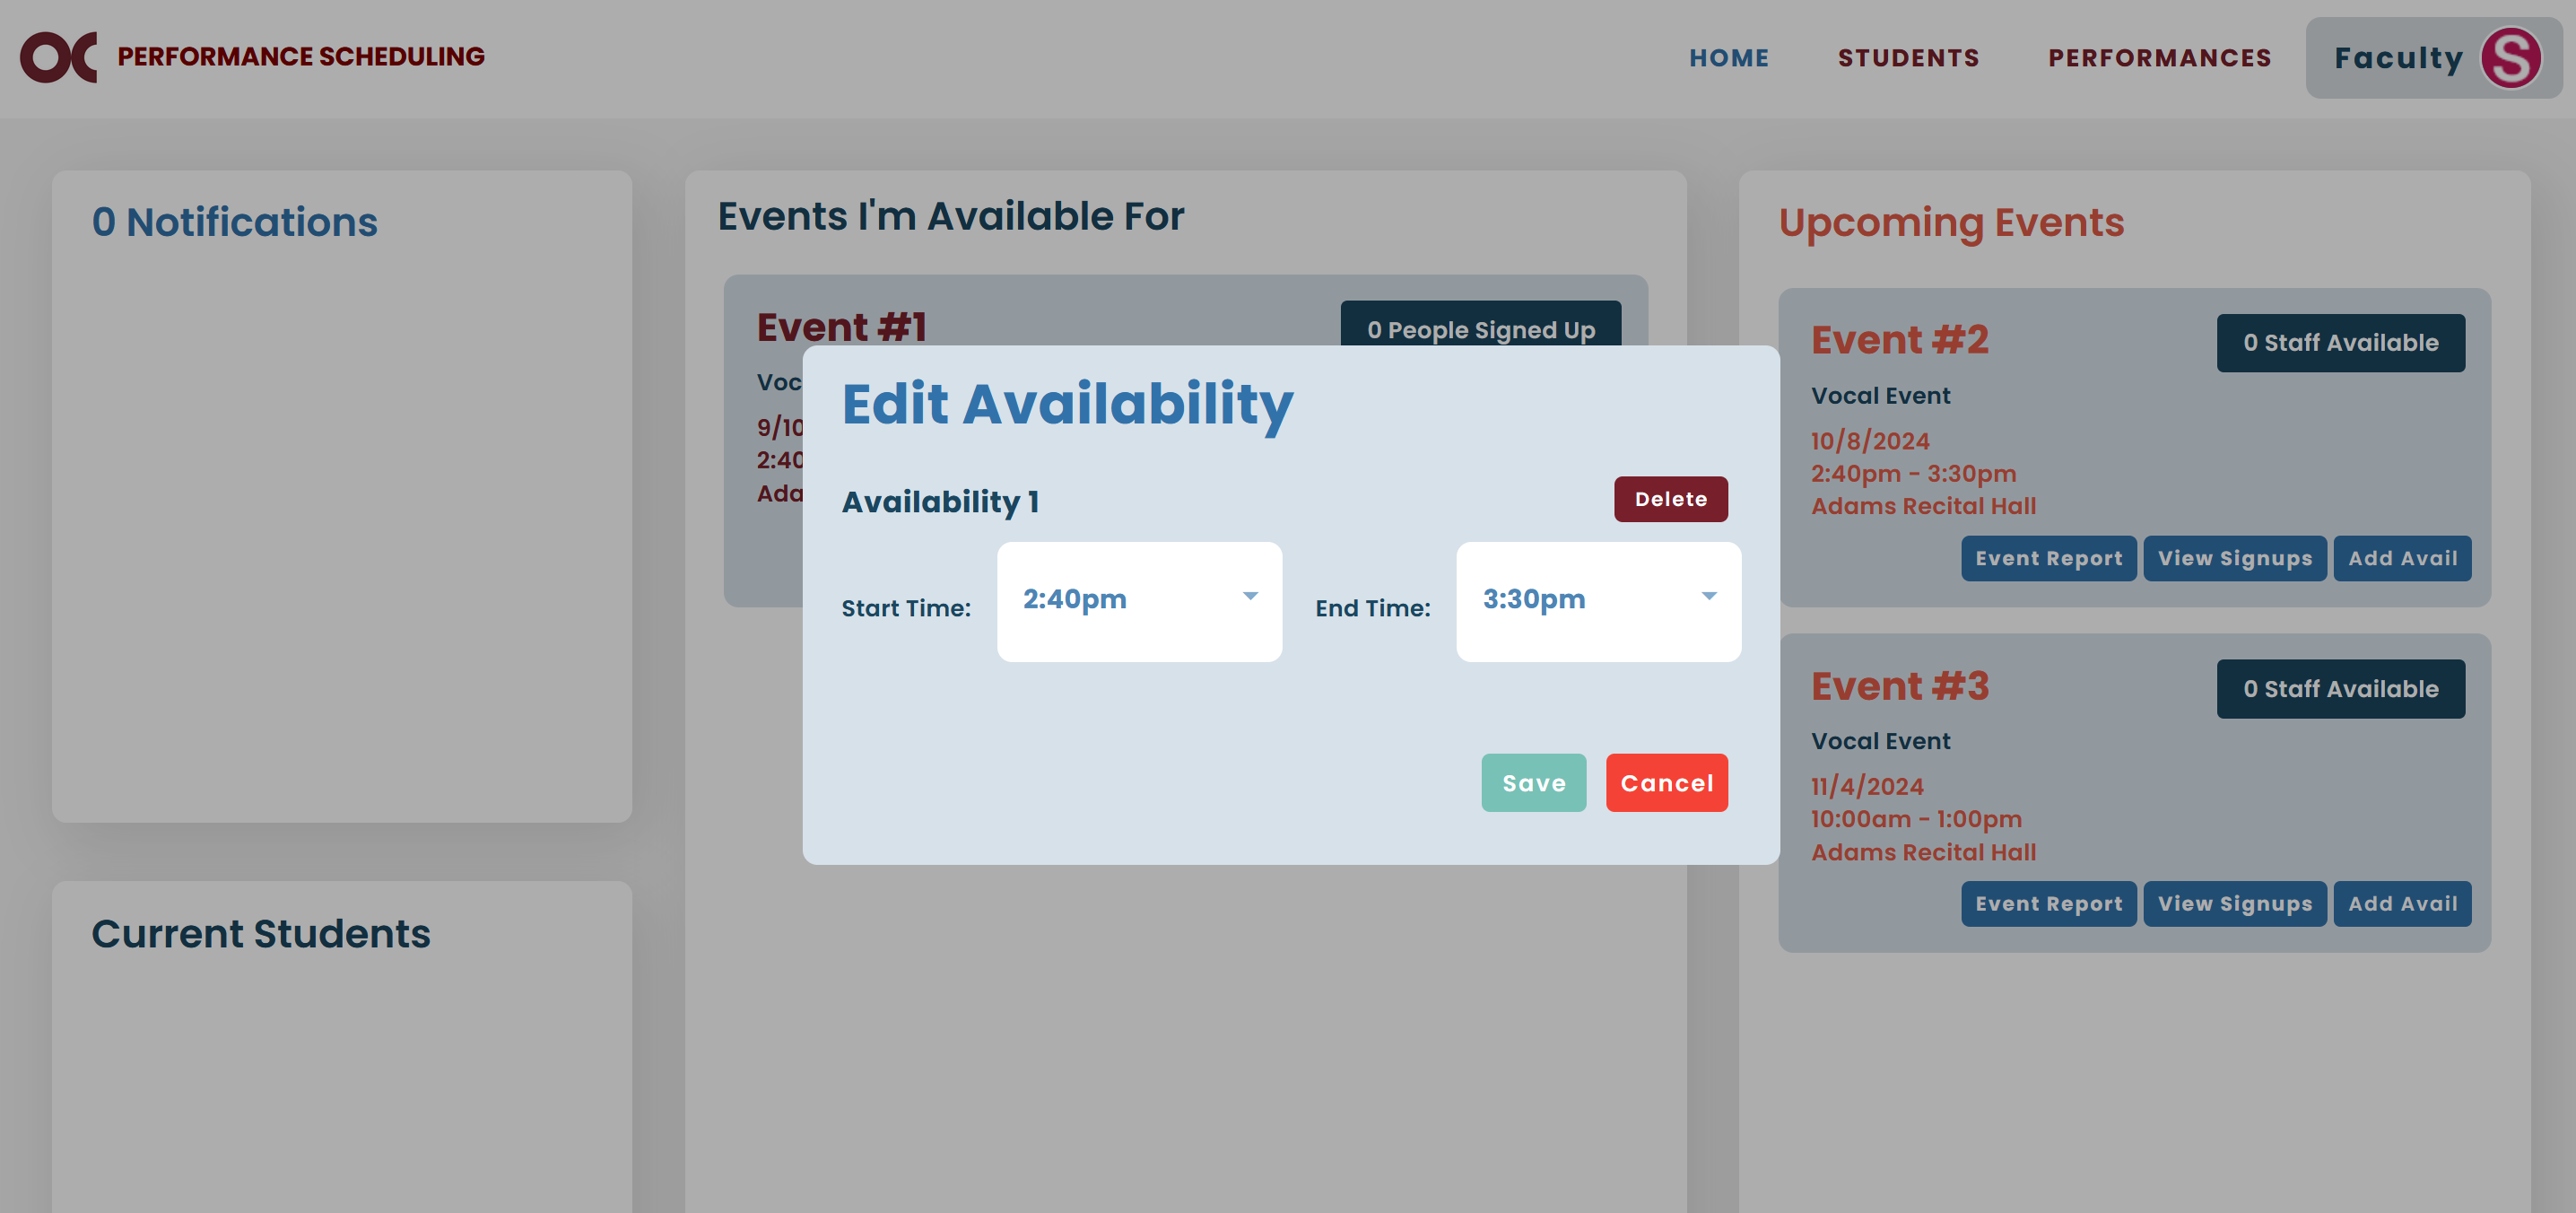 OC PERFORMANCE SCHEDULING
HOME STUDENTS PERFORMANCES Faculty S
0 Notifications
Current Students
Events I'm Available For
Event #1
0 People Signed Up
9/10
2:40
Edit Availability
Availability 1
Delete
Start Time: 2:40pm End Time: 3:30pm
Save Cancel
Upcoming Events
Event #2
0 Staff Available
Vocal Event
10/8/2024
2:40pm - 3:30pm
Adams Recital Hall
Event Report View Signups Add Avail
Event #3
0 Staff Available
Vocal Event
11/4/2024
10:00am - 1:00pm
Adams Recital Hall
Event Report View Signups Add Avail